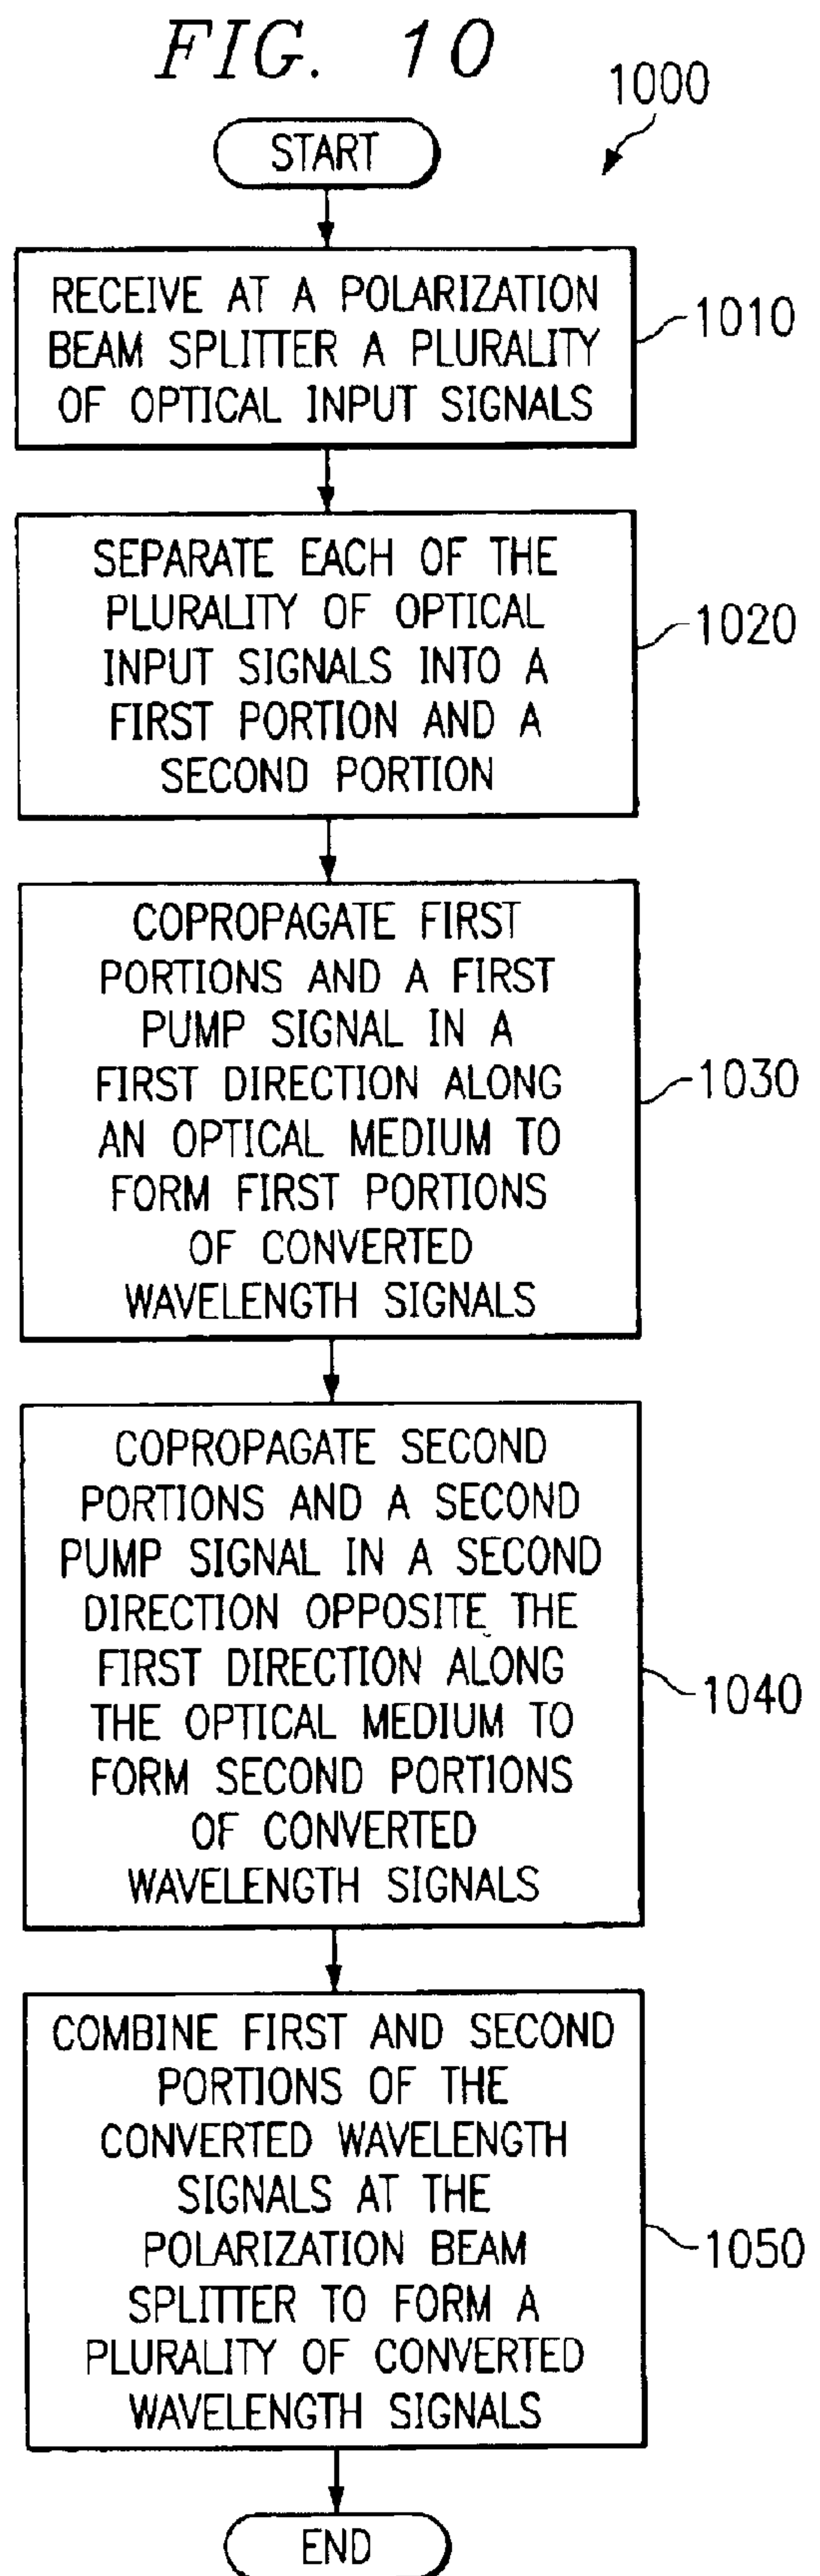 FIG. 10
1000
START
RECEIVE AT A POLARIZATION
BEAM SPLITTER A PLURALITY
OF OPTICAL INPUT SIGNALS
1010
SEPARATE EACH OF THE
PLURALITY OF OPTICAL
INPUT SIGNALS INTO A
FIRST PORTION AND A
SECOND PORTION
1020
COPROPAGATE FIRST
PORTIONS AND A FIRST
PUMP SIGNAL IN A
FIRST DIRECTION ALONG
AN OPTICAL MEDIUM TO
FORM FIRST PORTIONS
OF CONVERTED
WAVELENGTH SIGNALS
1030
COPROPAGATE SECOND
PORTIONS AND A SECOND
PUMP SIGNAL IN A SECOND
DIRECTION OPPOSITE THE
FIRST DIRECTION ALONG
THE OPTICAL MEDIUM TO
FORM SECOND PORTIONS
OF CONVERTED
WAVELENGTH SIGNALS
1040
COMBINE FIRST AND SECOND
PORTIONS OF THE
CONVERTED WAVELENGTH
SIGNALS AT THE
POLARIZATION BEAM
SPLITTER TO FORM A
PLURALITY OF CONVERTED
WAVELENGTH SIGNALS
1050
END